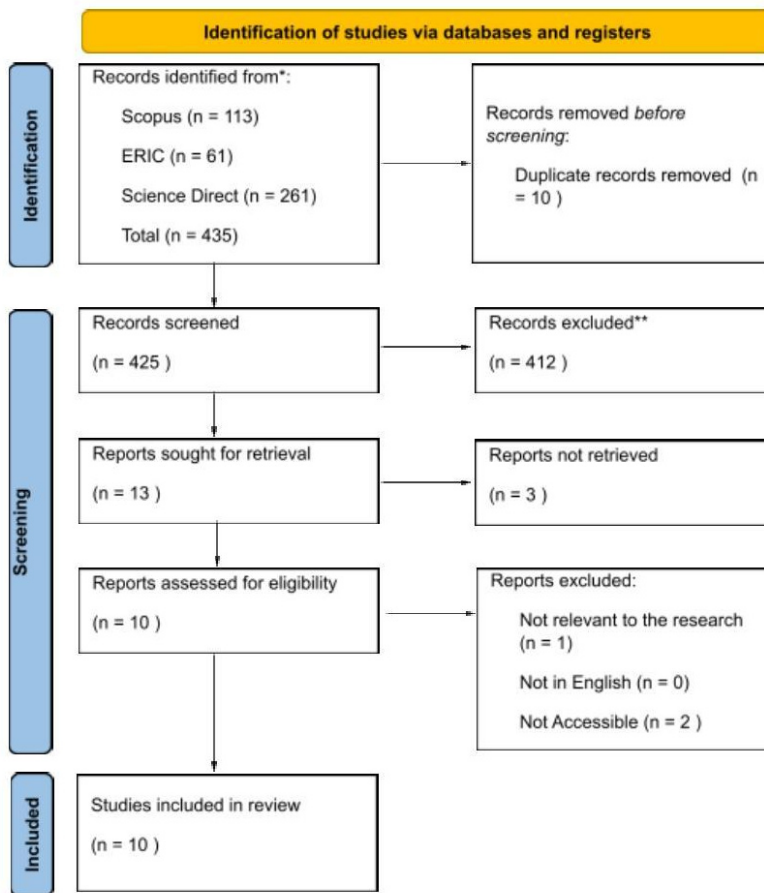 Identification of studies via databases and registers
Identification
Records identified from*:
Scopus (n = 113)
ERIC (n = 61)
Science Direct (n = 261)
Total (n = 435)
Records removed before
screening:
Duplicate records removed (n
= 10 )
Screening
Records screened
(n = 425 )
Records excluded**
(n = 412 )
Reports sought for retrieval
(n = 13 )
Reports not retrieved
(n = 3 )
Reports assessed for eligibility
(n = 10 )
Reports excluded:
Not relevant to the research
(n = 1)
Not in English (n = 0)
Not Accessible (n = 2 )
Included
Studies included in review
(n = 10 )